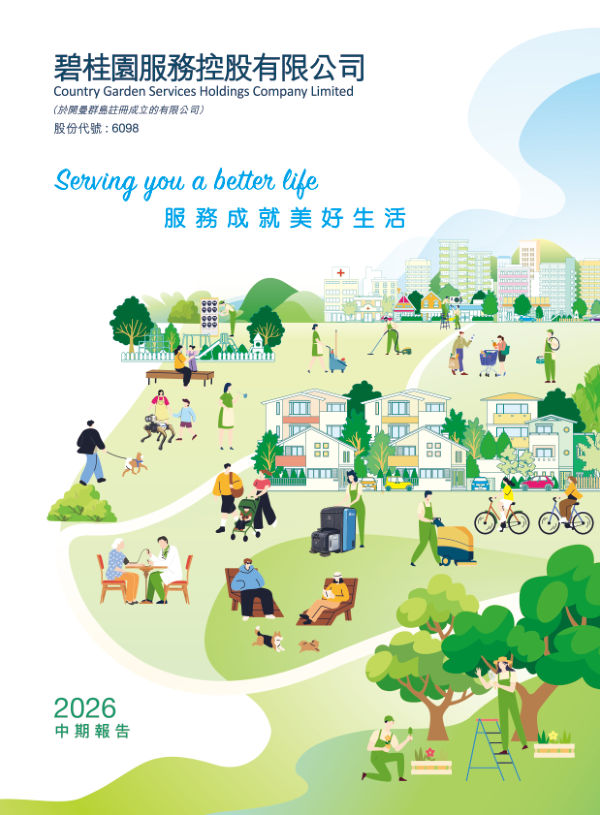 碧桂園服務控股有限公司
Country Garden Services Holdings Company Limited
(於開曼群島註冊成立的有限公司)
股份代號 : 6098
Serving you a better life
服務成就美好生活
2026
中期報告